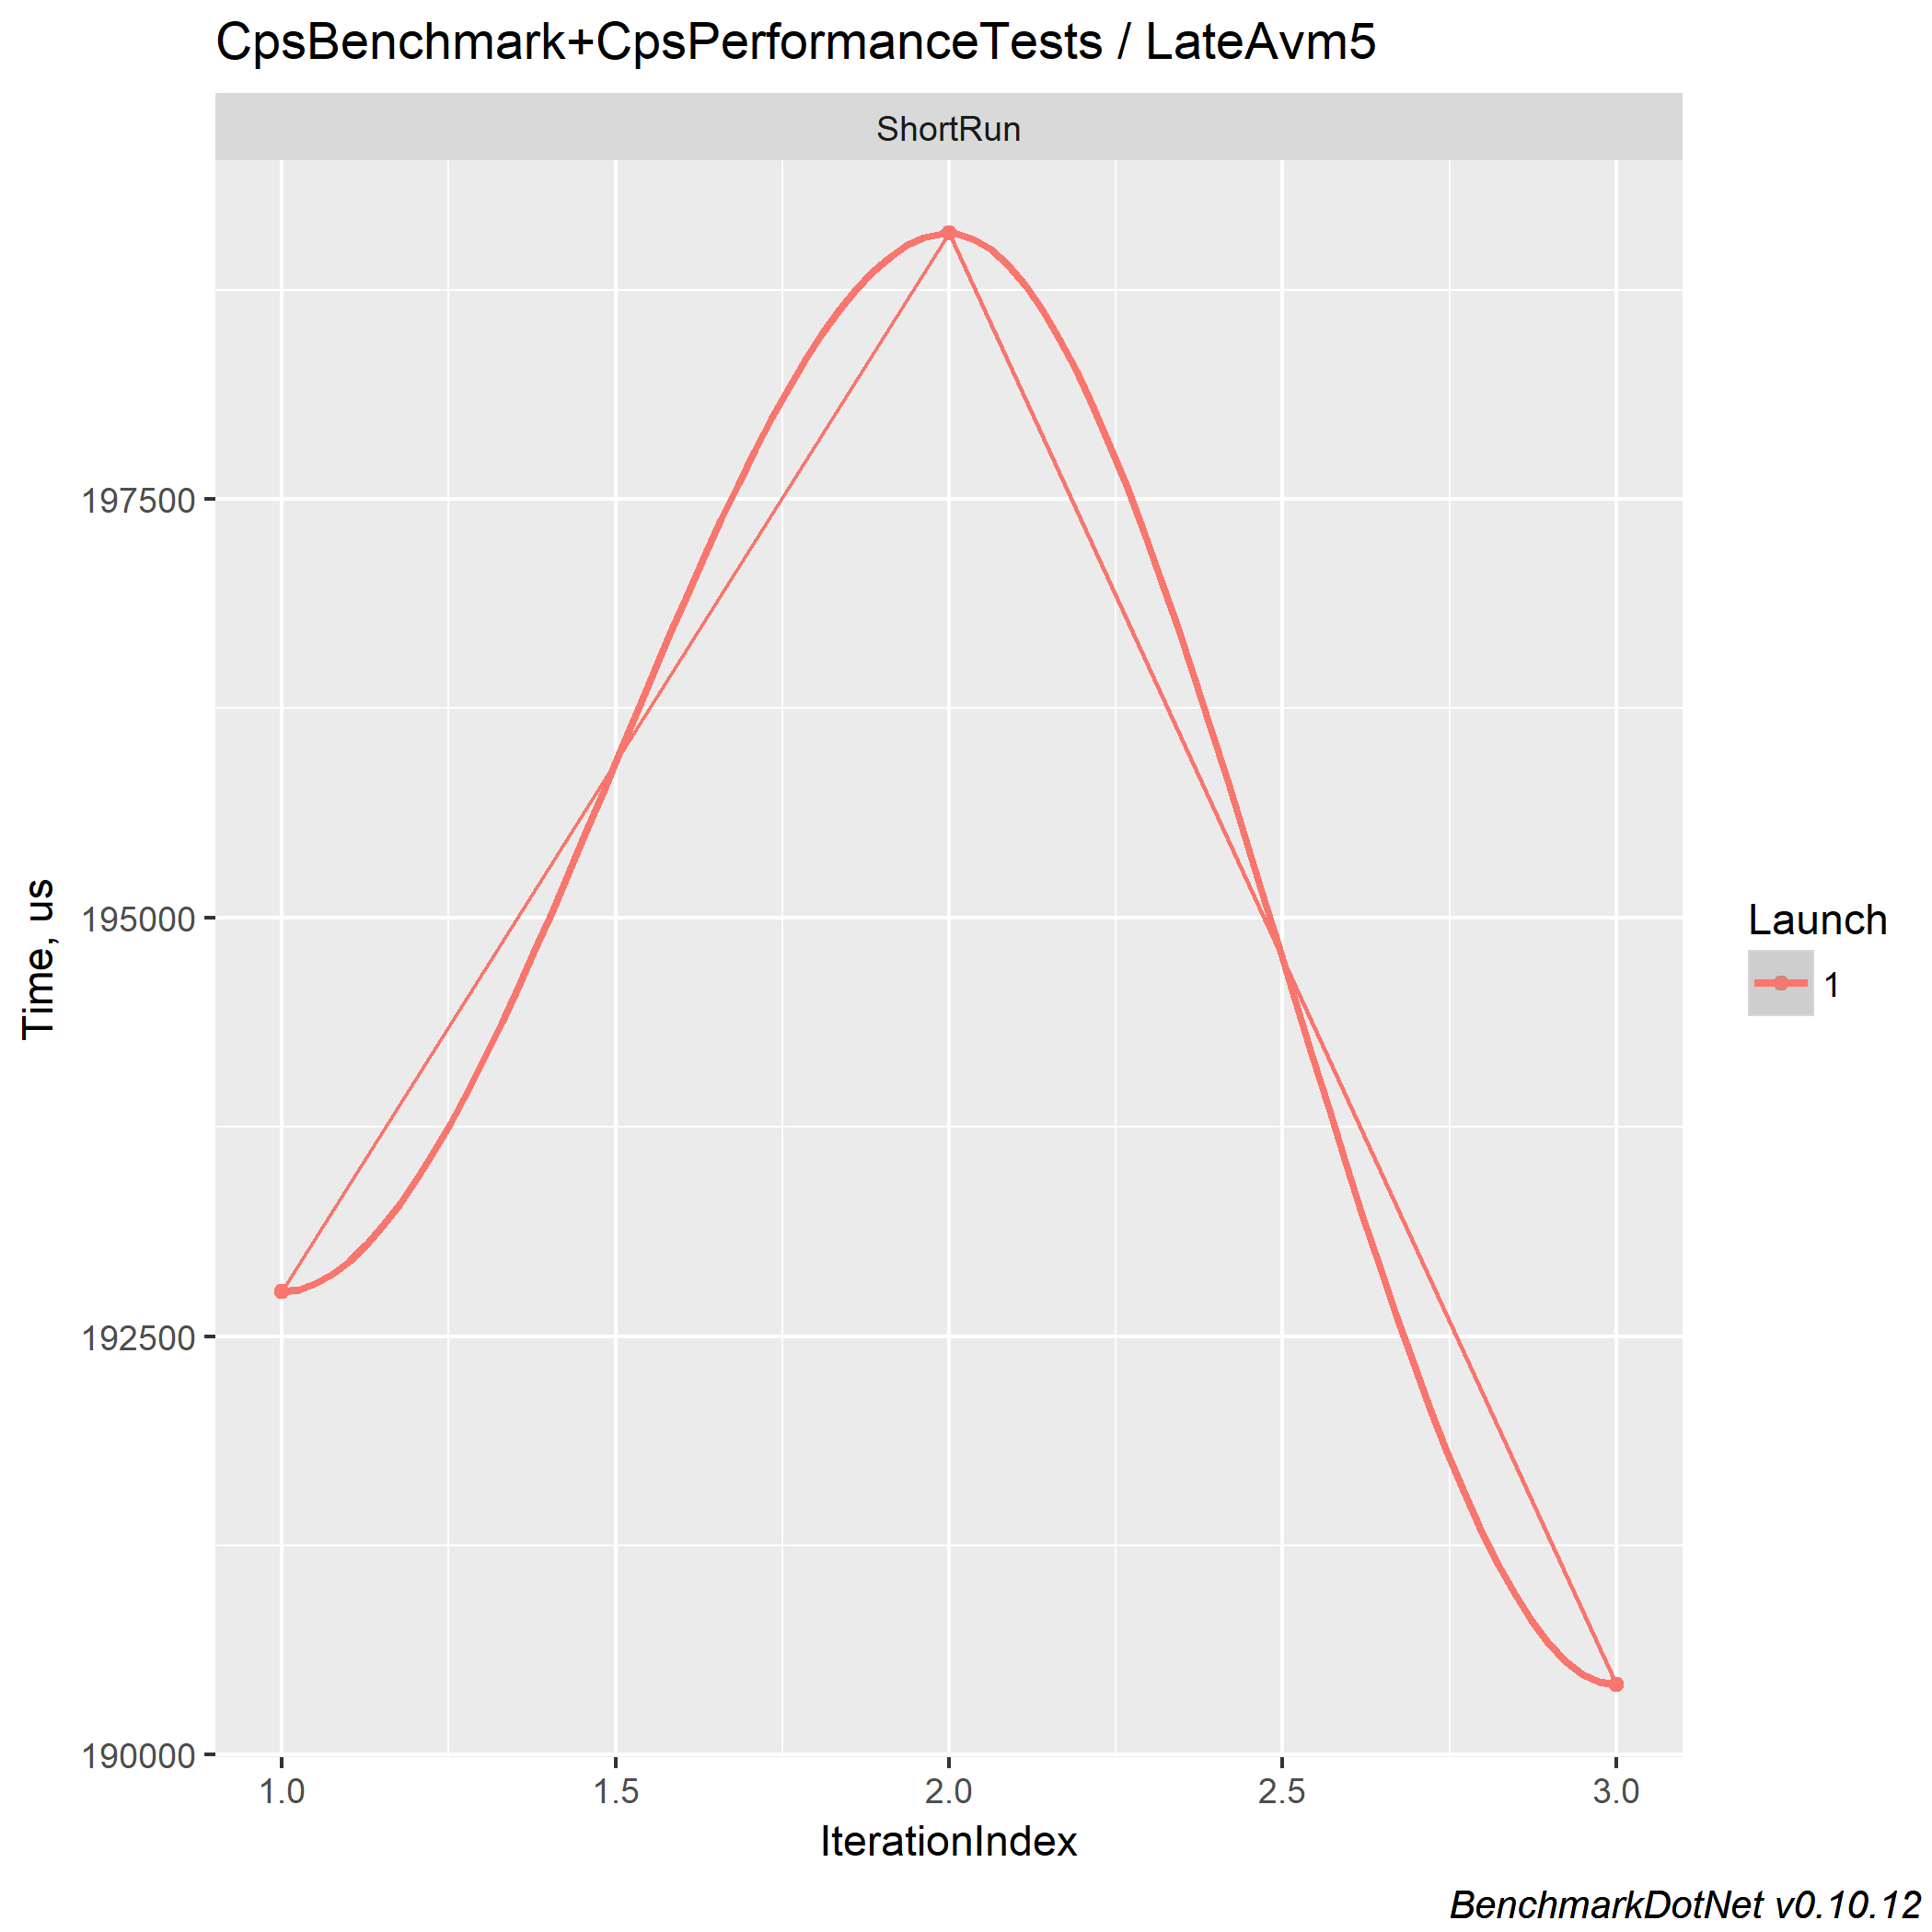 CpsBenchmark+CpsPerformanceTests / LateAvm5
ShortRun
197500
195000
192500
190000
Time, us
1.0 1.5 2.0 2.5 3.0
IterationIndex
Launch
1
BenchmarkDotNet v0.10.12